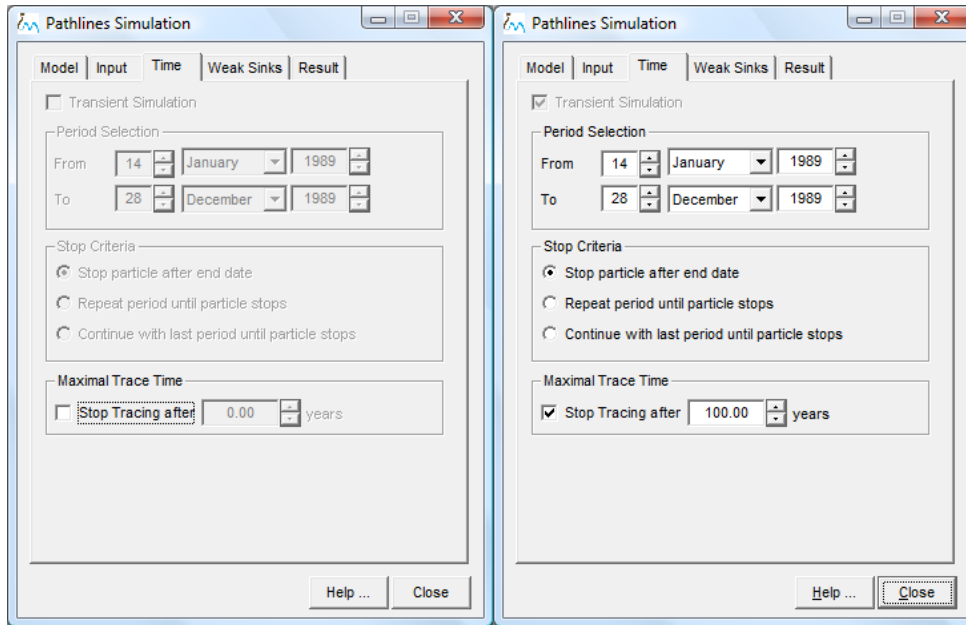 Pathlines Simulation
Model Input Time Weak Sinks Result
Transient Simulation
Period Selection
From 14 January 1989
To 28 December 1989
Stop Criteria
Stop particle after end date
Repeat period until particle stops
Continue with last period until particle stops
Maximal Trace Time
Stop Tracing after 0.00 years
Help ... Close
Pathlines Simulation
Model Input Time Weak Sinks Result
Transient Simulation
Period Selection
From 14 January 1989
To 28 December 1989
Stop Criteria
Stop particle after end date
Repeat period until particle stops
Continue with last period until particle stops
Maximal Trace Time
Stop Tracing after 100.00 years
Help ... Close